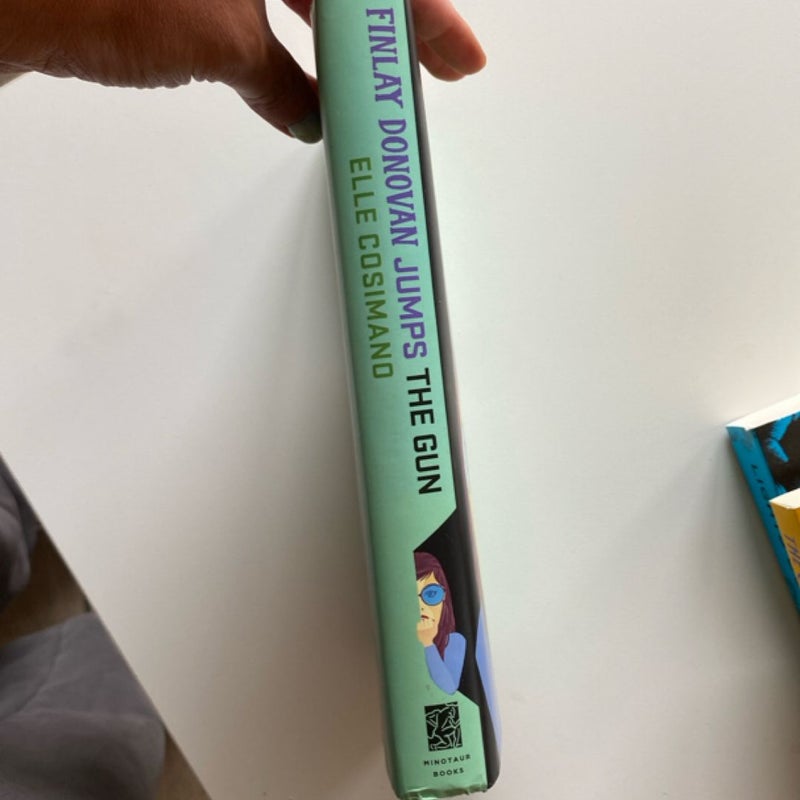 FINLAY DONOVAN JUMPS THE GUN
ELLE COSIMANO
MINOTAUR
BOOKS